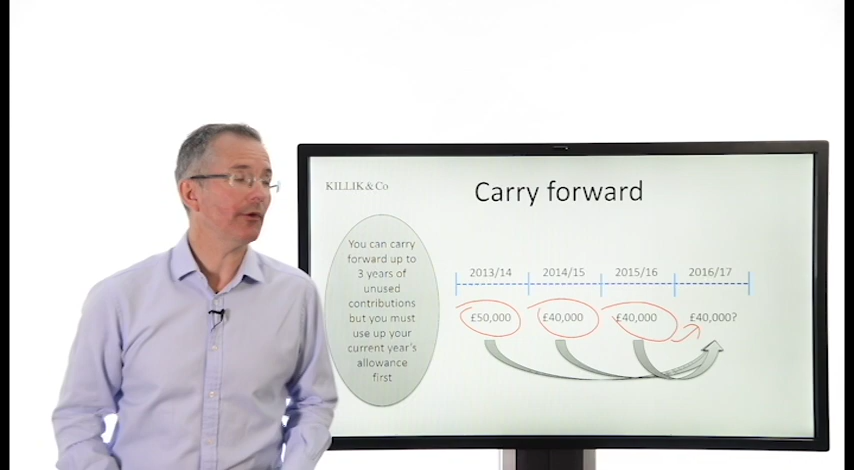 KILLIK & Co
Carry forward
You can carry
forward up to
3 years of
unused
contributions
but you must
use up your
current year's
allowance
first
2013/14 2014/15 2015/16 2016/17
£50,000 £40,000 £40,000 £40,000?